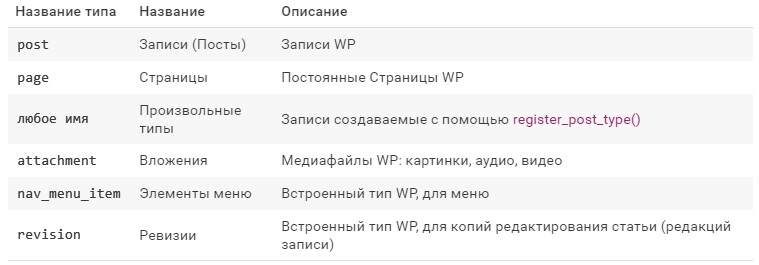 Название типа Название Описание
post Записи (Посты) Записи WP
page Страницы Постоянные Страницы WP
любое имя Произвольные типы Записи создаваемые с помощью register_post_type()
attachment Вложения Медиафайлы WP: картинки, аудио, видео
nav_menu_item Элементы меню Встроенный тип WP, для меню
revision Ревизии Встроенный тип WP, для копий редактирования статьи (редакций записи)